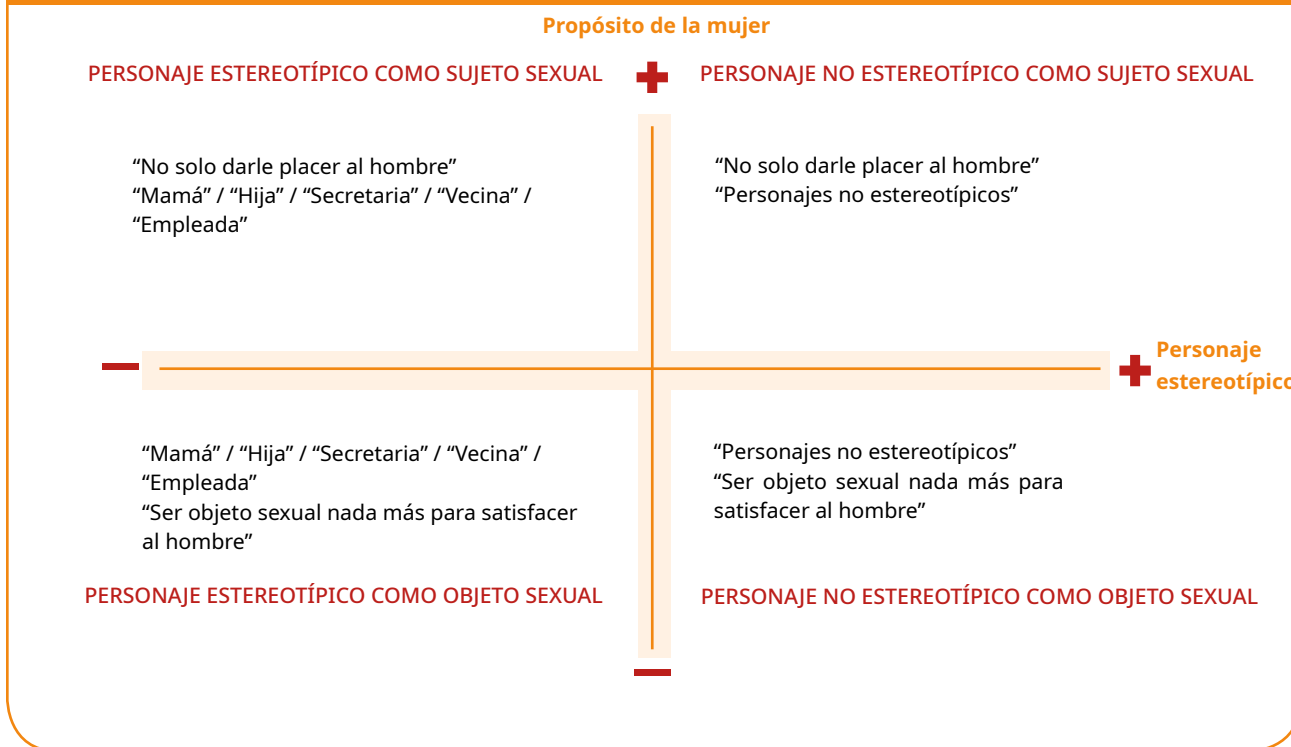 Propósito de la mujer
PERSONAJE ESTEREOTÍPICO COMO SUJETO SEXUAL
PERSONAJE NO ESTEREOTÍPICO COMO SUJETO SEXUAL
“No solo darle placer al hombre”
“Mamá” / “Hija” / “Secretaria” / “Vecina” /
“Empleada”
“No solo darle placer al hombre”
“Personajes no estereotípicos”
Personaje
estereotípico
“Mamá” / “Hija” / “Secretaria” / “Vecina” /
“Empleada”
“Ser objeto sexual nada más para satisfacer
al hombre”
“Personajes no estereotípicos”
“Ser objeto sexual nada más para
satisfacer al hombre”
PERSONAJE ESTEREOTÍPICO COMO OBJETO SEXUAL
PERSONAJE NO ESTEREOTÍPICO COMO OBJETO SEXUAL